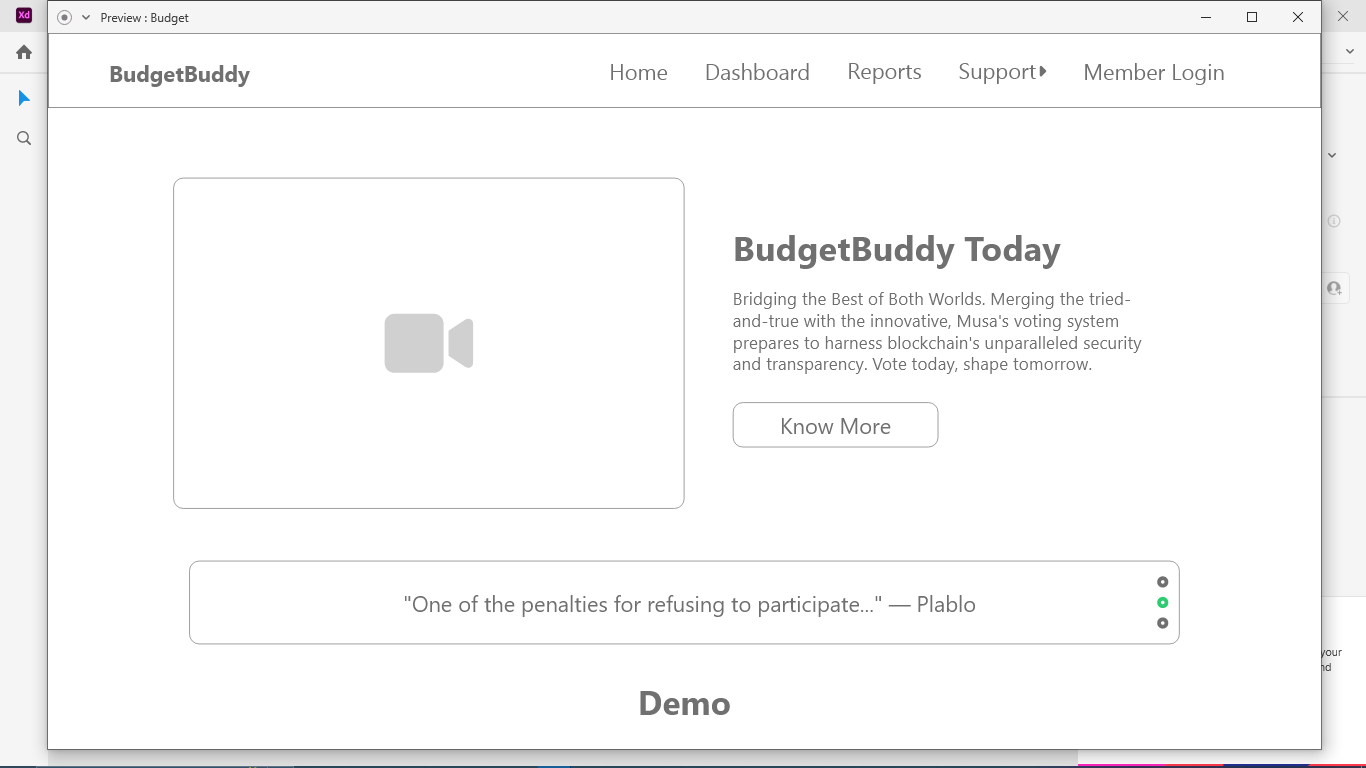 Xd
Preview : Budget
BudgetBuddy
Home
Dashboard
Reports
Support
Member Login
BudgetBuddy Today
Bridging the Best of Both Worlds. Merging the tried-
and-true with the innovative, Musa's voting system
prepares to harness blockchain's unparalleled security
and transparency. Vote today, shape tomorrow.
Know More
"One of the penalties for refusing to participate..." — Plablo
your
Demo